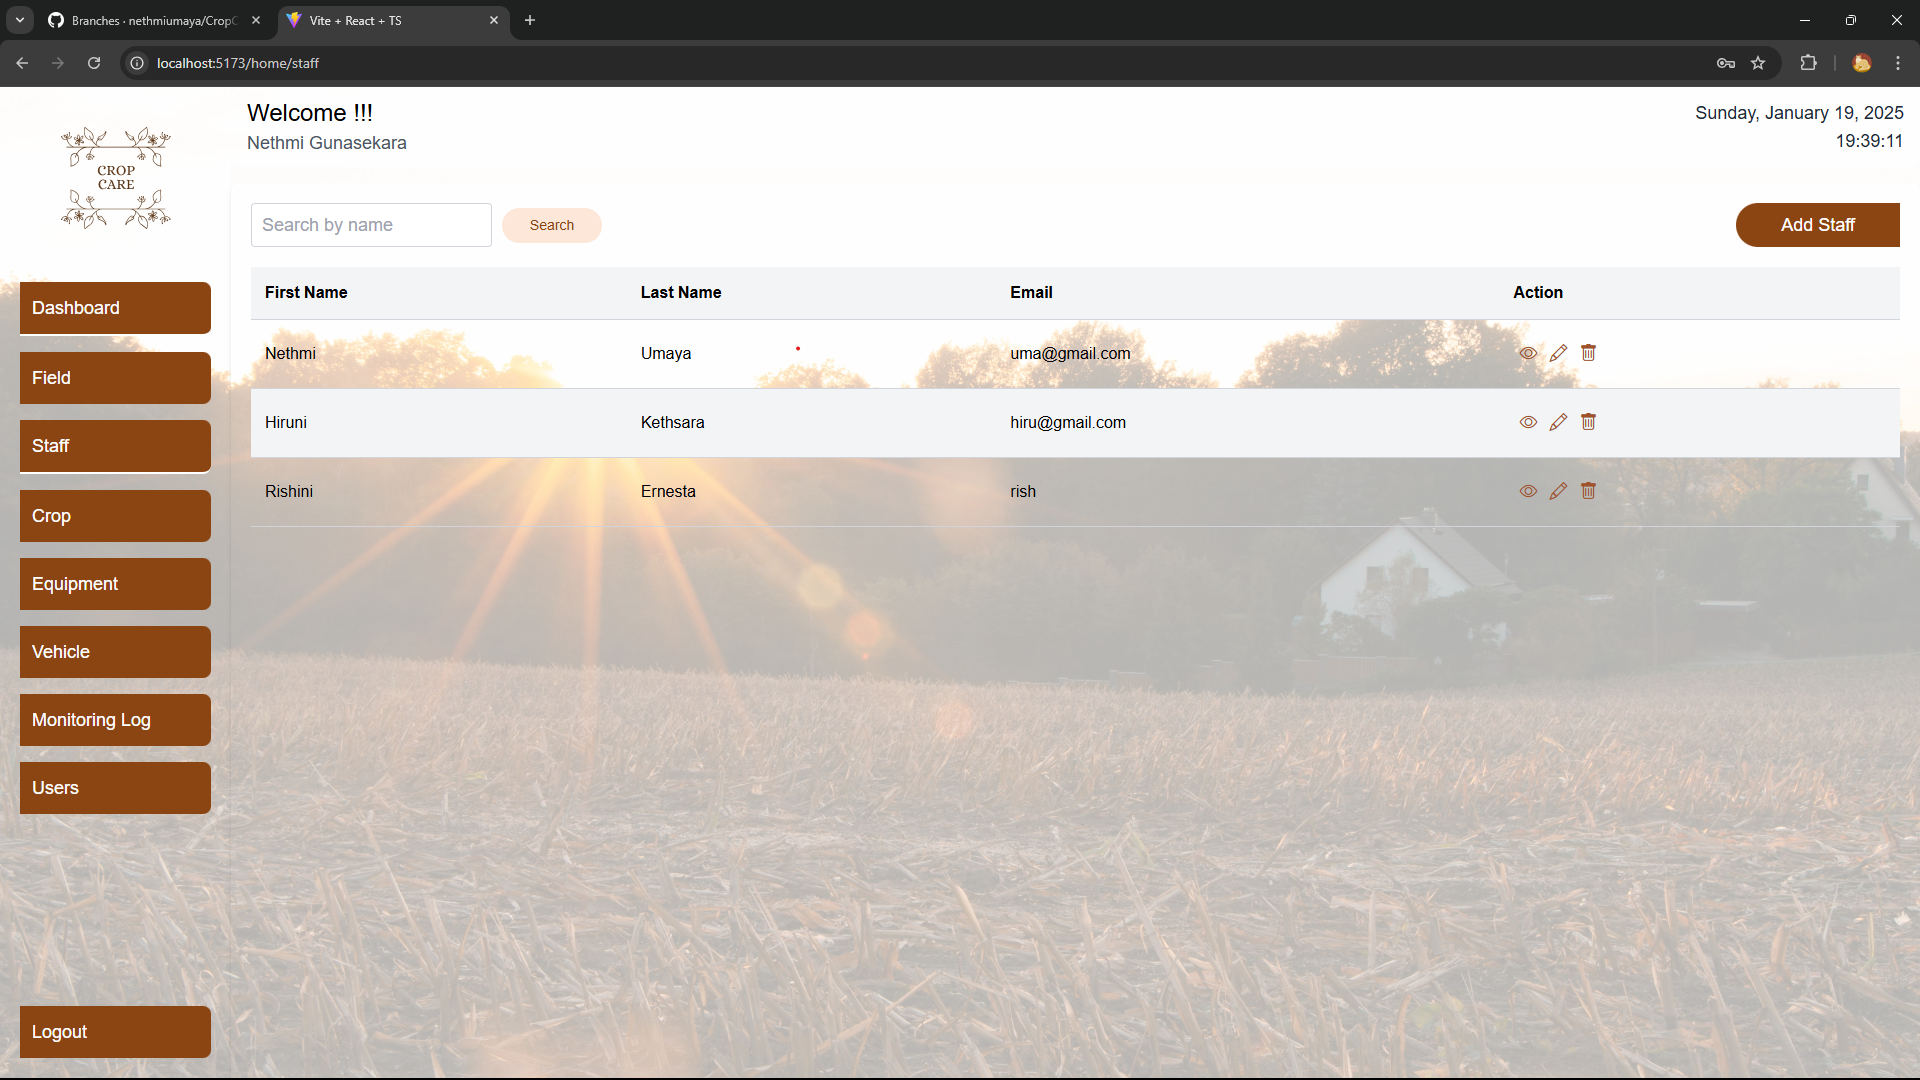 Branches · nethmiumaya/Crop
Vite + React + TS
localhost:5173/home/staff
CROP
CARE
Welcome !!!
Nethmi Gunasekara
Sunday, January 19, 2025
19:39:11
Search by name
Search
Add Staff
Dashboard
Field
Staff
Crop
Equipment
Vehicle
Monitoring Log
Users
Logout
First Name Last Name Email Action
Nethmi Umaya uma@gmail.com
Hiruni Kethsara hiru@gmail.com
Rishini Ernesta rish